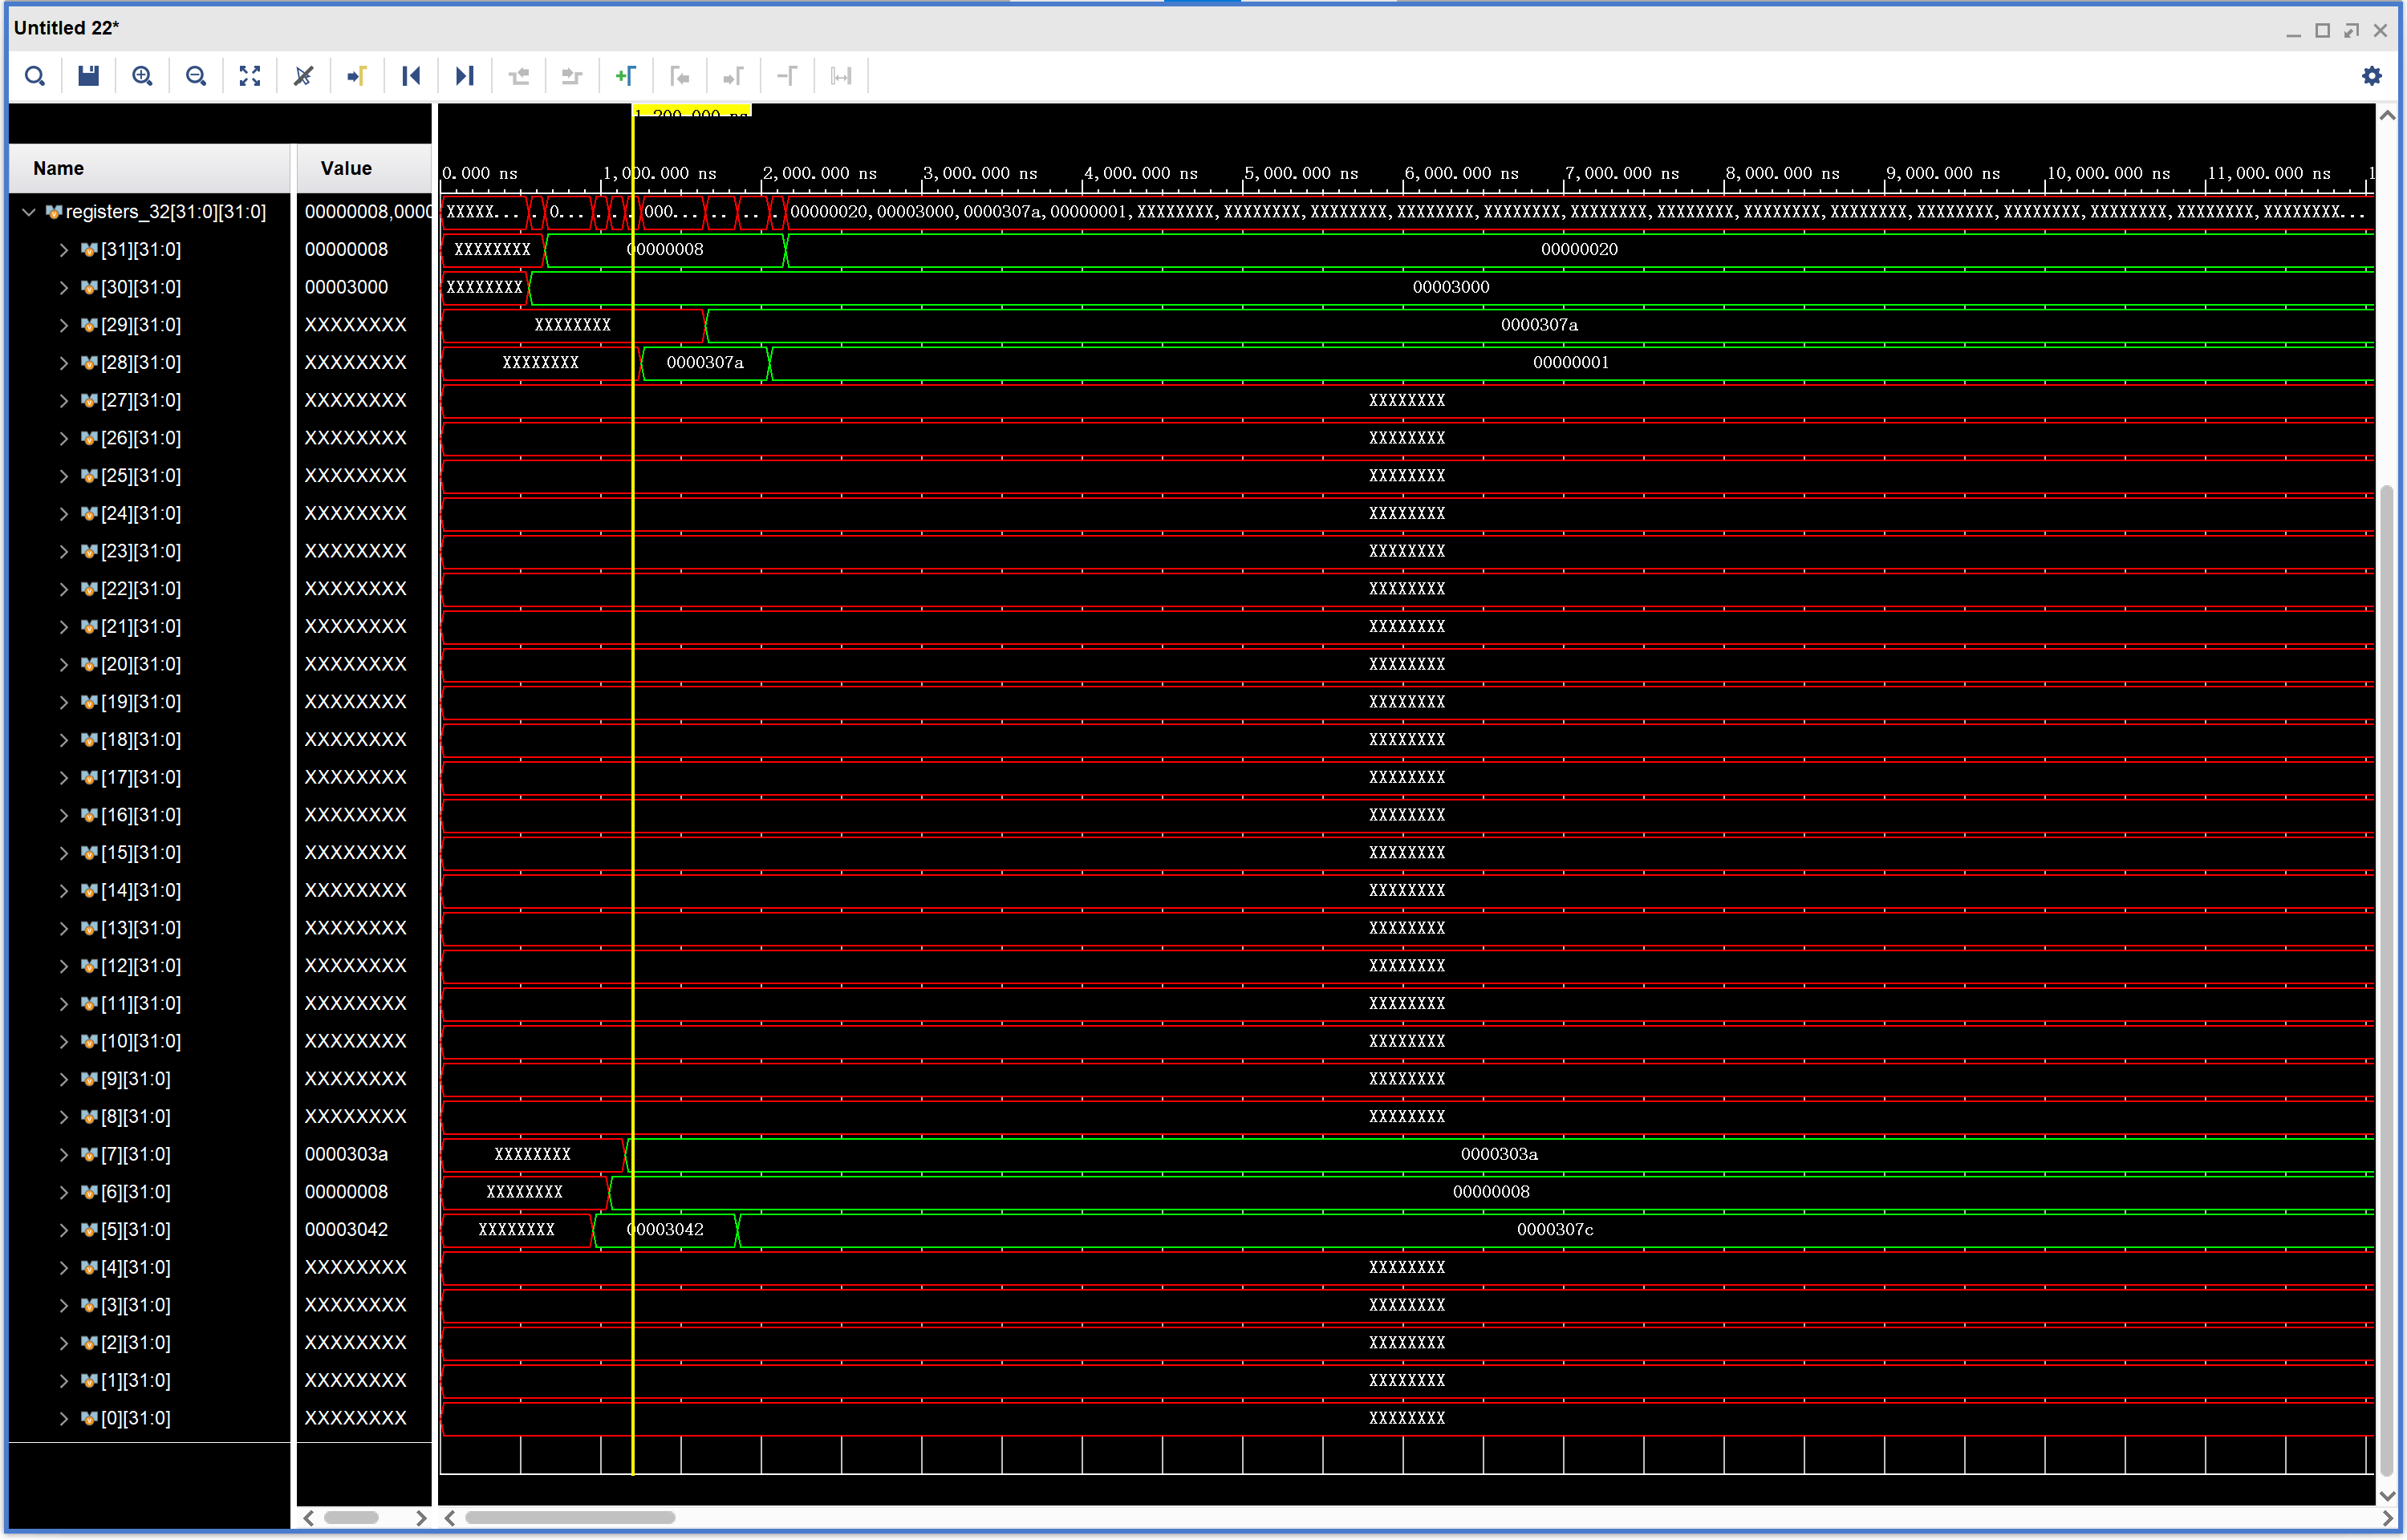 Untitled 22*
1,200.000 ns
Name Value 0.000 ns 1,000.000 ns 2,000.000 ns 3,000.000 ns 4,000.000 ns 5,000.000 ns 6,000.000 ns 7,000.000 ns 8,000.000 ns 9,000.000 ns 10,000.000 ns 11,000.000 ns 1
registers_32[31:0][31:0] 00000008,0000 XXXXX... . 0... . . . 000... .. .. . 00000020,00003000,0000307a,00000001,XXXXXXXX,XXXXXXXX,XXXXXXXX,XXXXXXXX,XXXXXXXX,XXXXXXXX,XXXXXXXX,XXXXXXXX,XXXXXXXX,XXXXXXXX,XXXXXXXX,XXXXXXXX,XXXXXXXX,XXXXXXXX...
[31][31:0] 00000008 XXXXXXXX 00000008 00000020
[30][31:0] 00003000 XXXXXXXX 00003000
[29][31:0] XXXXXXXX XXXXXXXX 0000307a
[28][31:0] XXXXXXXX XXXXXXXX 0000307a 00000001
[27][31:0] XXXXXXXX XXXXXXXX
[26][31:0] XXXXXXXX XXXXXXXX
[25][31:0] XXXXXXXX XXXXXXXX
[24][31:0] XXXXXXXX XXXXXXXX
[23][31:0] XXXXXXXX XXXXXXXX
[22][31:0] XXXXXXXX XXXXXXXX
[21][31:0] XXXXXXXX XXXXXXXX
[20][31:0] XXXXXXXX XXXXXXXX
[19][31:0] XXXXXXXX XXXXXXXX
[18][31:0] XXXXXXXX XXXXXXXX
[17][31:0] XXXXXXXX XXXXXXXX
[16][31:0] XXXXXXXX XXXXXXXX
[15][31:0] XXXXXXXX XXXXXXXX
[14][31:0] XXXXXXXX XXXXXXXX
[13][31:0] XXXXXXXX XXXXXXXX
[12][31:0] XXXXXXXX XXXXXXXX
[11][31:0] XXXXXXXX XXXXXXXX
[10][31:0] XXXXXXXX XXXXXXXX
[9][31:0] XXXXXXXX XXXXXXXX
[8][31:0] XXXXXXXX XXXXXXXX
[7][31:0] 0000303a XXXXXXXX 0000303a
[6][31:0] 00000008 XXXXXXXX 00000008
[5][31:0] 00003042 XXXXXXXX 00003042 0000307c
[4][31:0] XXXXXXXX XXXXXXXX
[3][31:0] XXXXXXXX XXXXXXXX
[2][31:0] XXXXXXXX XXXXXXXX
[1][31:0] XXXXXXXX XXXXXXXX
[0][31:0] XXXXXXXX XXXXXXXX